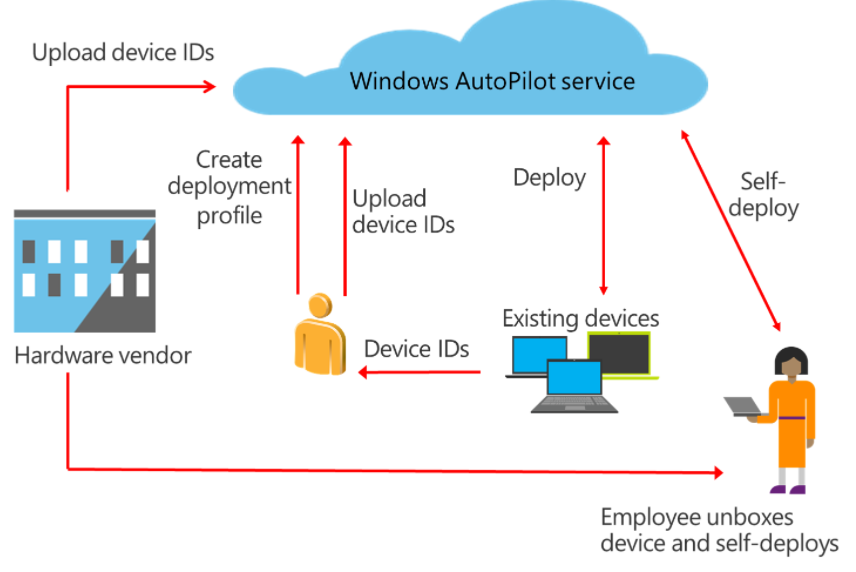 Upload device IDs
Windows AutoPilot service
Create
deployment
profile
Upload
device IDs
Deploy
Self-
deploy
Hardware vendor
Device IDs
Existing devices
Employee unboxes
device and self-deploys